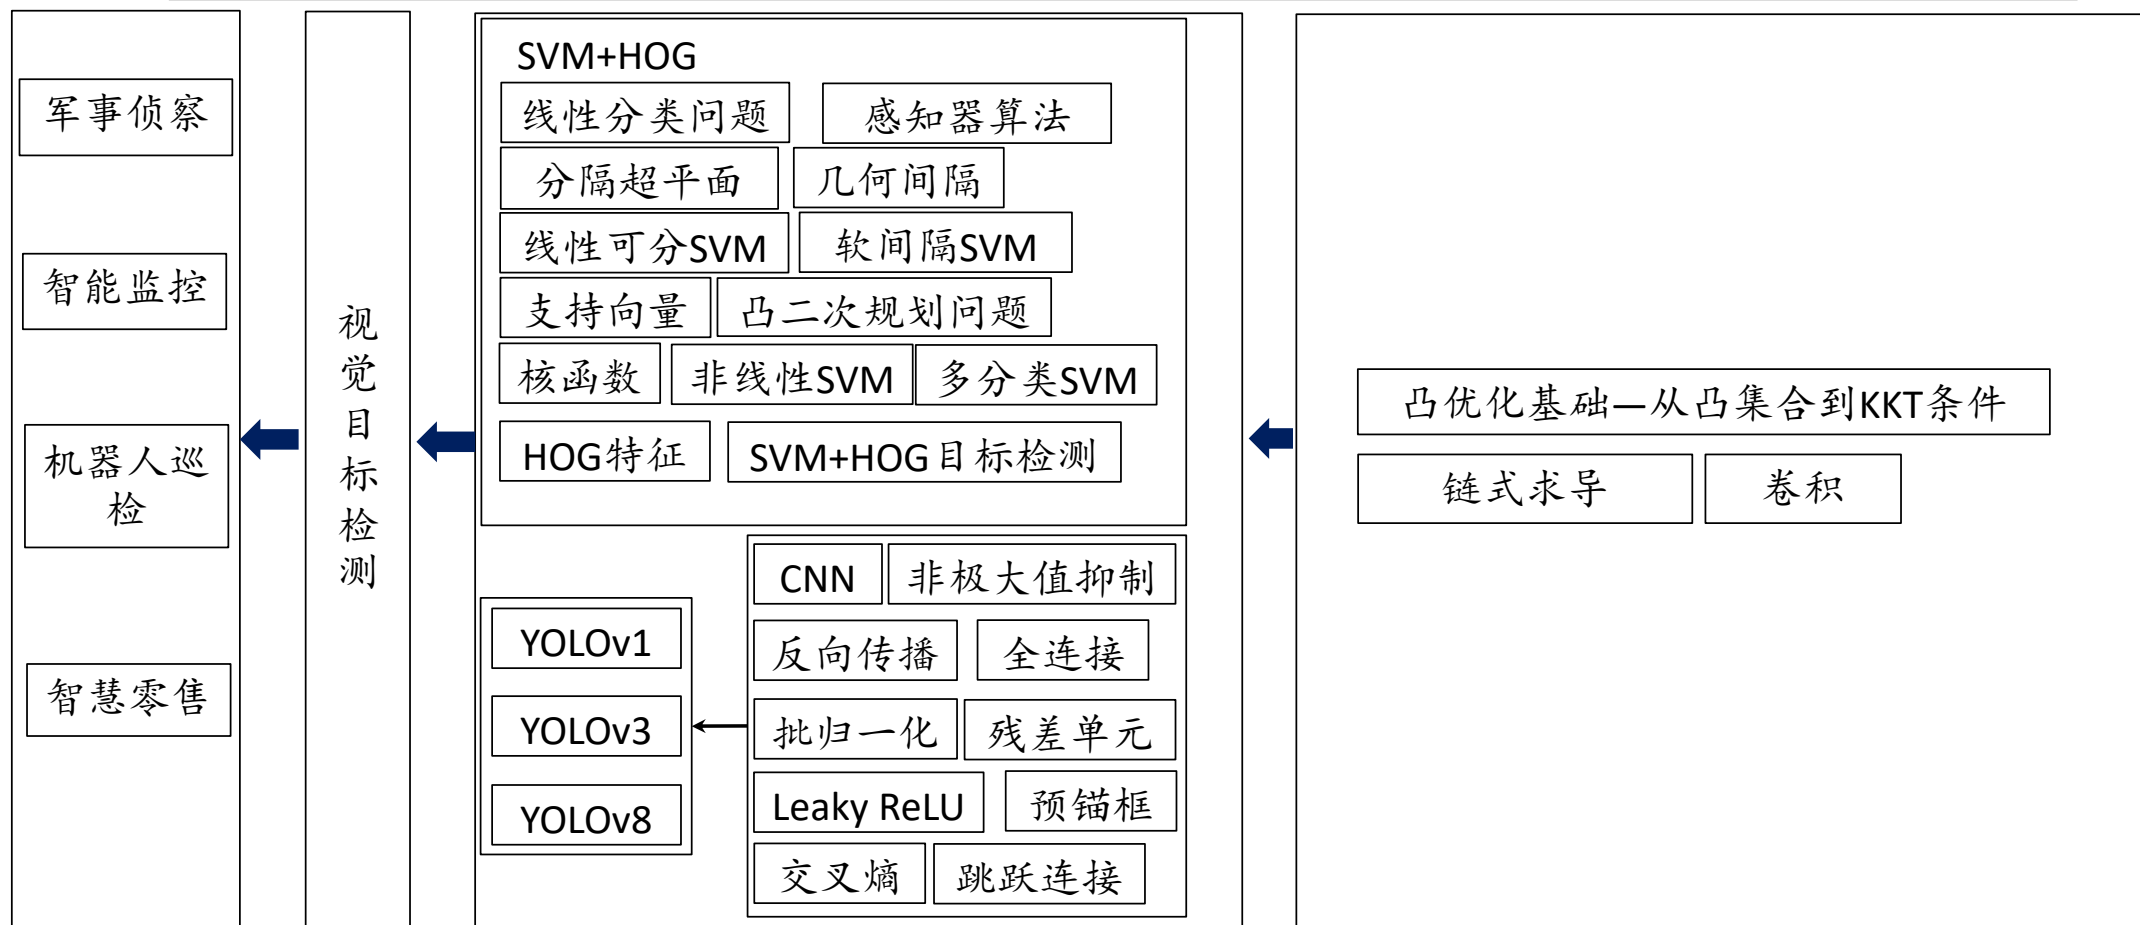 军事侦察
智能监控
机器人巡
检
智慧零售
视
觉
目
标
检
测
SVM+HOG
线性分类问题
感知器算法
分隔超平面
几何间隔
线性可分SVM
软间隔SVM
支持向量
凸二次规划问题
核函数
非线性SVM
多分类SVM
HOG特征
SVM+HOG目标检测
YOLOv1
YOLOv3
YOLOv8
CNN
非极大值抑制
反向传播
全连接
批归一化
残差单元
Leaky ReLU
预锚框
交叉熵
跳跃连接
凸优化基础—从凸集合到KKT条件
链式求导
卷积